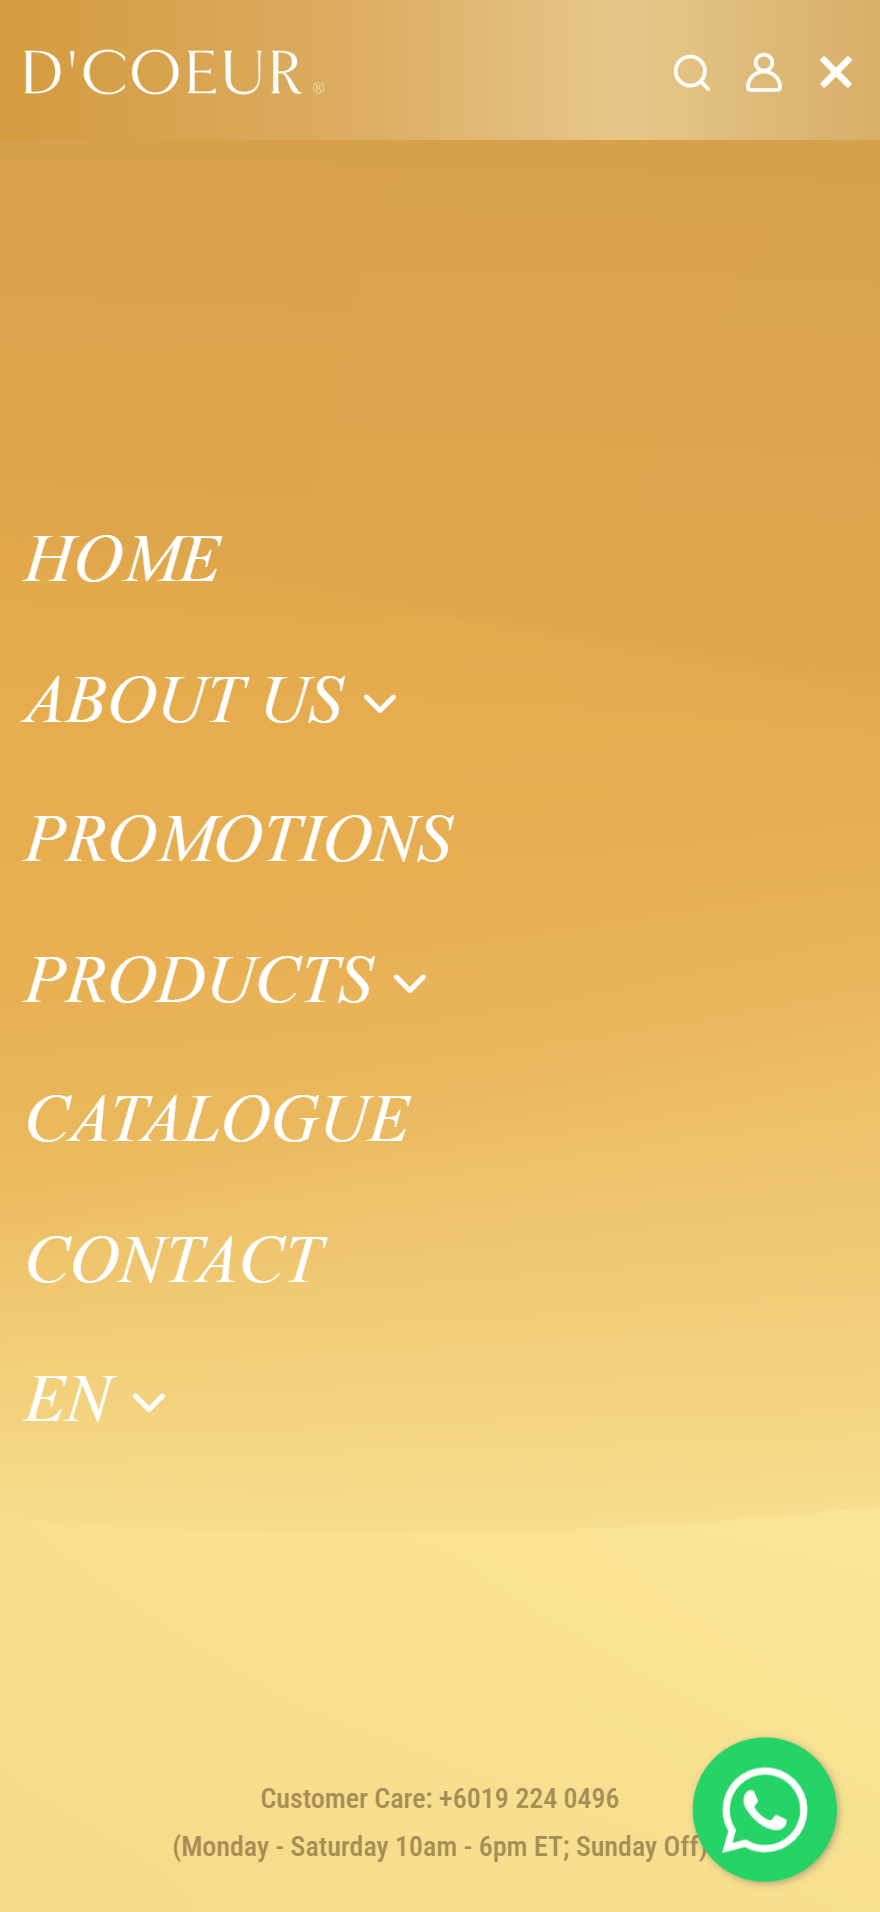 D'COEUR ®
HOME
ABOUT US
PROMOTIONS
PRODUCTS
CATALOGUE
CONTACT
EN
Customer Care: +6019 224 0496
(Monday - Saturday 10am - 6pm ET; Sunday Off)